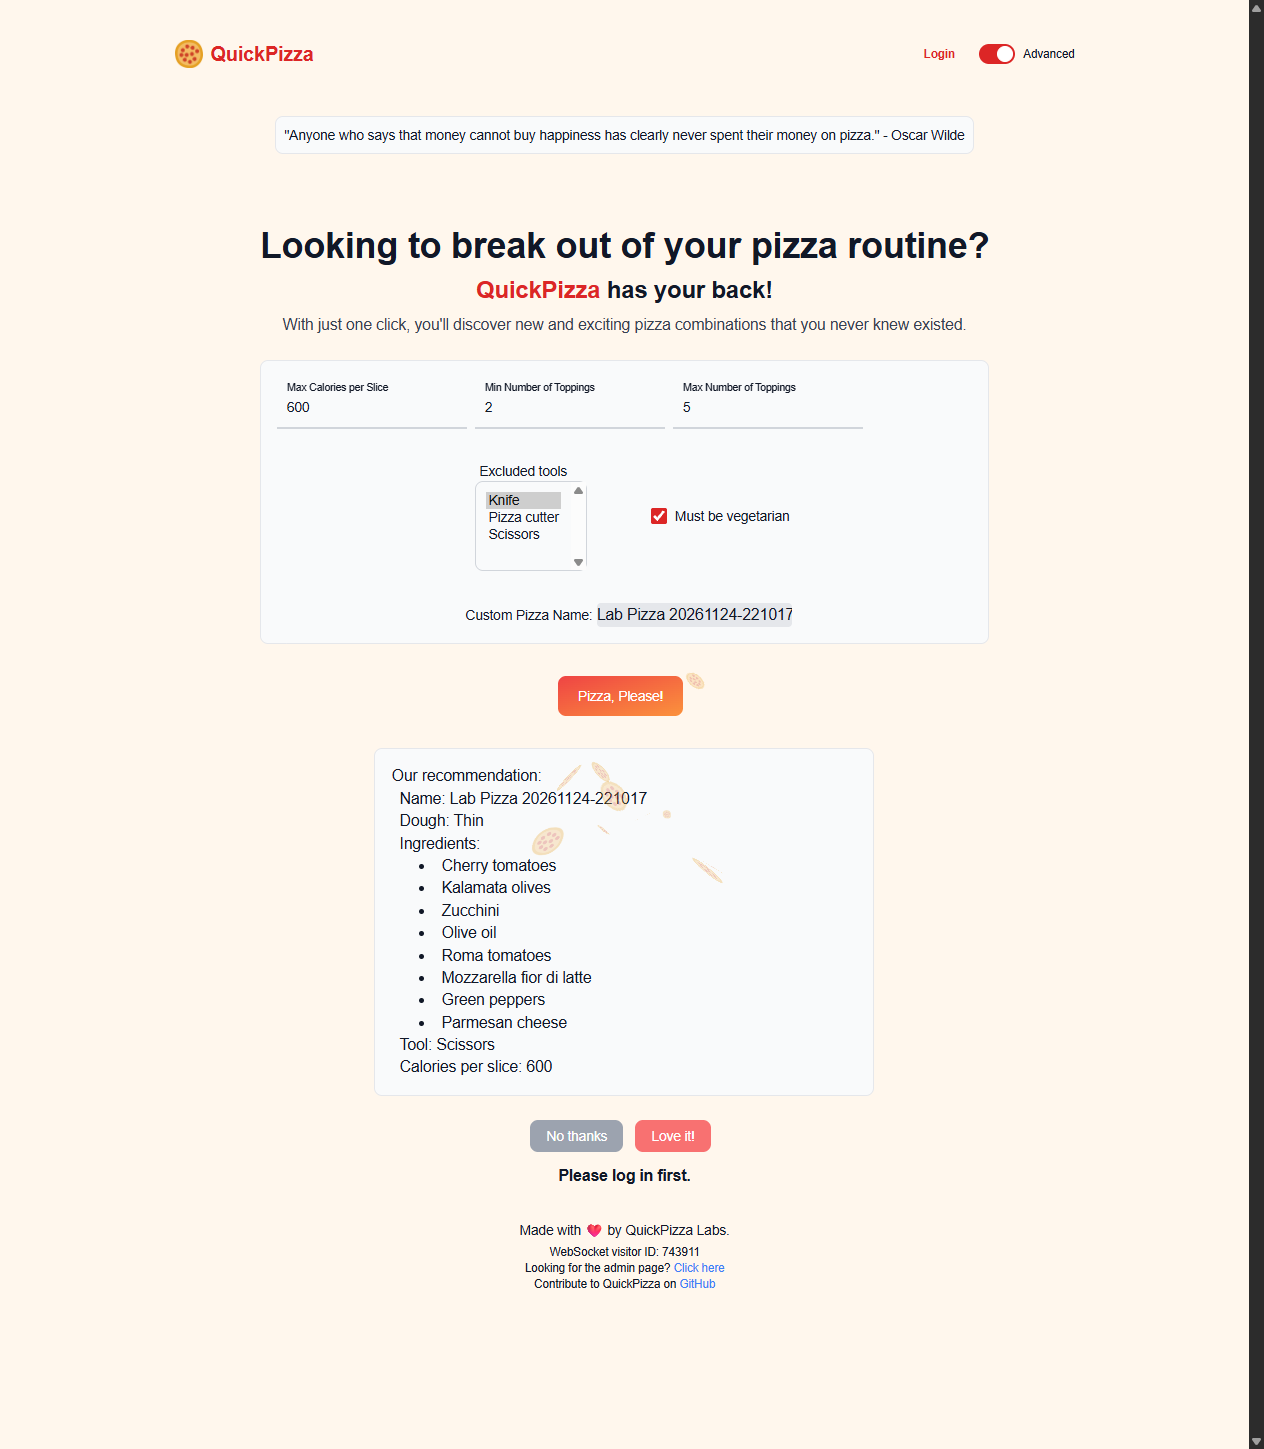 QuickPizza
Login
Advanced
"Anyone who says that money cannot buy happiness has clearly never spent their money on pizza." - Oscar Wilde
Looking to break out of your pizza routine?
QuickPizza has your back!
With just one click, you'll discover new and exciting pizza combinations that you never knew existed.
Max Calories per Slice
600
Min Number of Toppings
2
Max Number of Toppings
5
Excluded tools
Knife
Pizza cutter
Scissors
Must be vegetarian
Custom Pizza Name: Lab Pizza 20261124-221017
Pizza, Please!
Our recommendation:
Name: Lab Pizza 20261124-221017
Dough: Thin
Ingredients:
• Cherry tomatoes
• Kalamata olives
• Zucchini
• Olive oil
• Roma tomatoes
• Mozzarella fior di latte
• Green peppers
• Parmesan cheese
Tool: Scissors
Calories per slice: 600
No thanks
Love it!
Please log in first.
Made with ❤️ by QuickPizza Labs.
WebSocket visitor ID: 743911
Looking for the admin page? Click here
Contribute to QuickPizza on GitHub